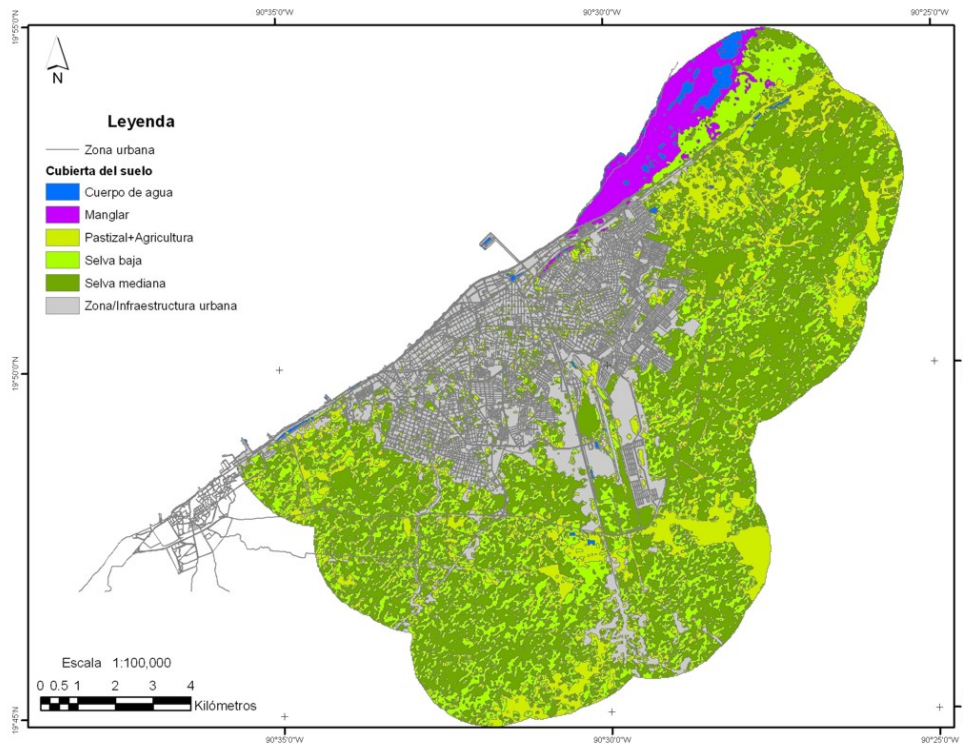 90°35'0"W
90°30'0"W
90°25'0"W
19°55'0"N
N
Leyenda
Zona urbana
Cubierta del suelo
Cuerpo de agua
Manglar
Pastizal+Agricultura
Selva baja
Selva mediana
Zona/Infraestructura urbana
19°50'0"N
Escala 1:100,000
0 0.5 1 2 3 4
Kilómetros
19°45'N
90°35'0"W
90°30'0"W
90°25'0"W